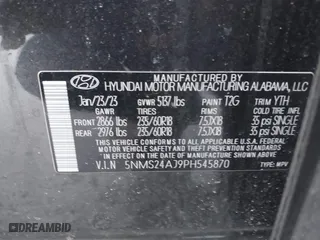 MANUFACTURED BY
HYUNDAI MOTOR MANUFACTURING ALABAMA, LLC
Jan/23/23 GVWR 5137 lbs PAINT T2G TRIM YTH
GAWR TIRES RIMS COLD TIRE INFL
FRONT 2866 lbs 235/60R18 7.5JX18 35 psi SINGLE
REAR 2976 lbs 235/60R18 7.5JX18 35 psi SINGLE
THIS VEHICLE CONFORMS TO ALL APPLICABLE
FEDERAL MOTOR VEHICLE SAFETY AND
THEFT PREVENTION STANDARDS IN EFFECT ON
THE DATE OF MANUFACTURE SHOWN ABOVE.
V.I.N 5NMS24AJ9PH545870 TYPE: MPV